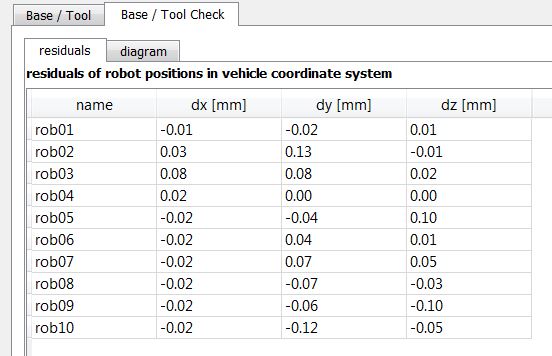 Base / Tool Base / Tool Check
residuals diagram
residuals of robot positions in vehicle coordinate system
name dx [mm] dy [mm] dz [mm]
rob01 -0.01 -0.02 0.01
rob02 0.03 0.13 -0.01
rob03 0.08 0.08 0.02
rob04 0.02 0.00 0.00
rob05 -0.02 -0.04 0.10
rob06 -0.02 0.04 0.01
rob07 -0.02 0.07 0.05
rob08 -0.02 -0.07 -0.03
rob09 -0.02 -0.06 -0.10
rob10 -0.02 -0.12 -0.05